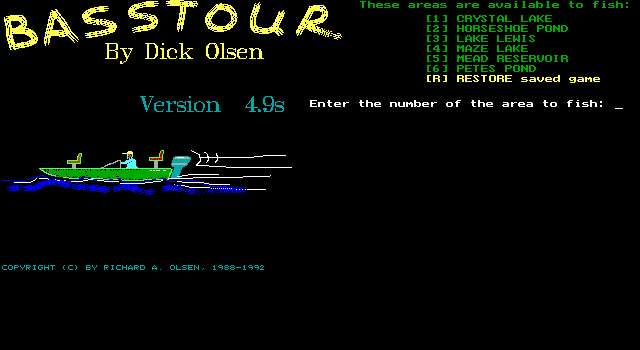 BASSTOUR
By Dick Olsen
Version 4.9s
COPYRIGHT (C) BY RICHARD A. OLSEN, 1988-1992
These areas are available to fish:
[1] CRYSTAL LAKE
[2] HORSESHOE POND
[3] LAKE LEWIS
[4] MAZE LAKE
[5] MEAD RESERVOIR
[6] PETES POND
[R] RESTORE saved game
Enter the number of the area to fish: _